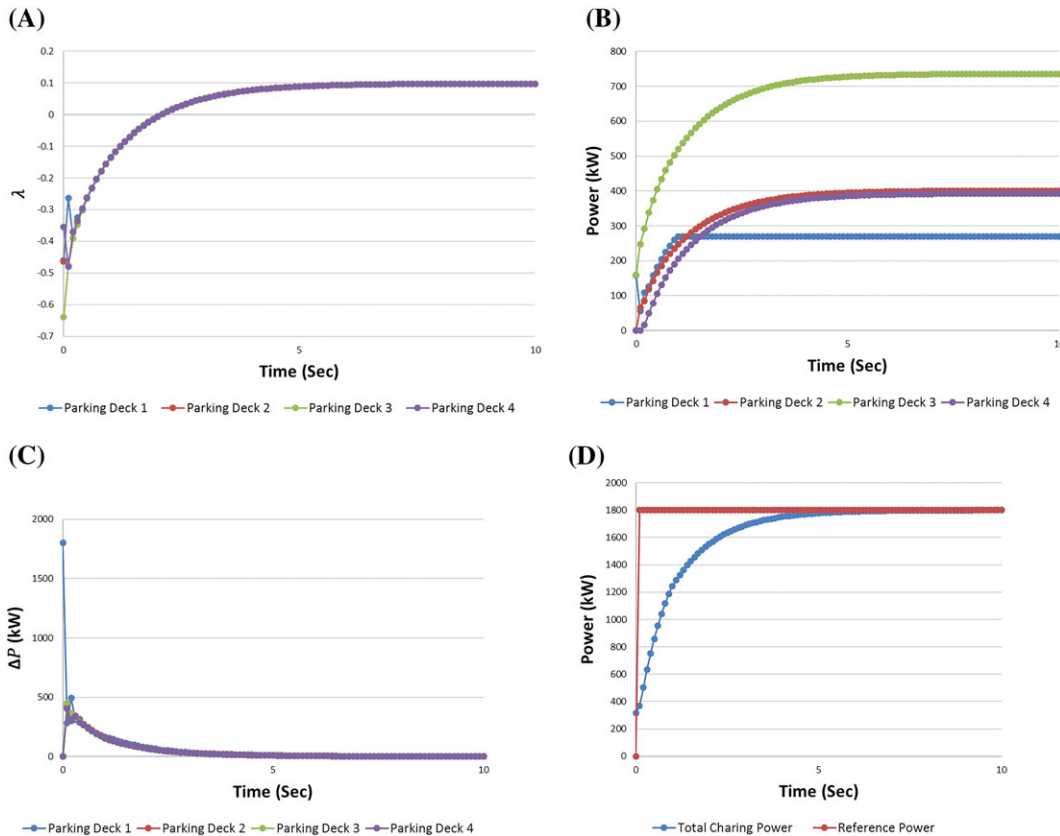 (A)
0.2
0.1
0
-0.1
-0.2
-0.3
-0.4
-0.5
-0.6
-0.7
λ
0
5
10
Time (Sec)
Parking Deck 1
Parking Deck 2
Parking Deck 3
Parking Deck 4
(B)
800
700
600
500
400
300
200
100
0
Power (kW)
0
5
10
Time (Sec)
Parking Deck 1
Parking Deck 2
Parking Deck 3
Parking Deck 4
(C)
2000
1500
1000
500
0
ΔP (kW)
0
5
10
Time (Sec)
Parking Deck 1
Parking Deck 2
Parking Deck 3
Parking Deck 4
(D)
2000
1800
1600
1400
1200
1000
800
600
400
200
0
Power (kW)
0
5
10
Time (Sec)
Total Charing Power
Reference Power